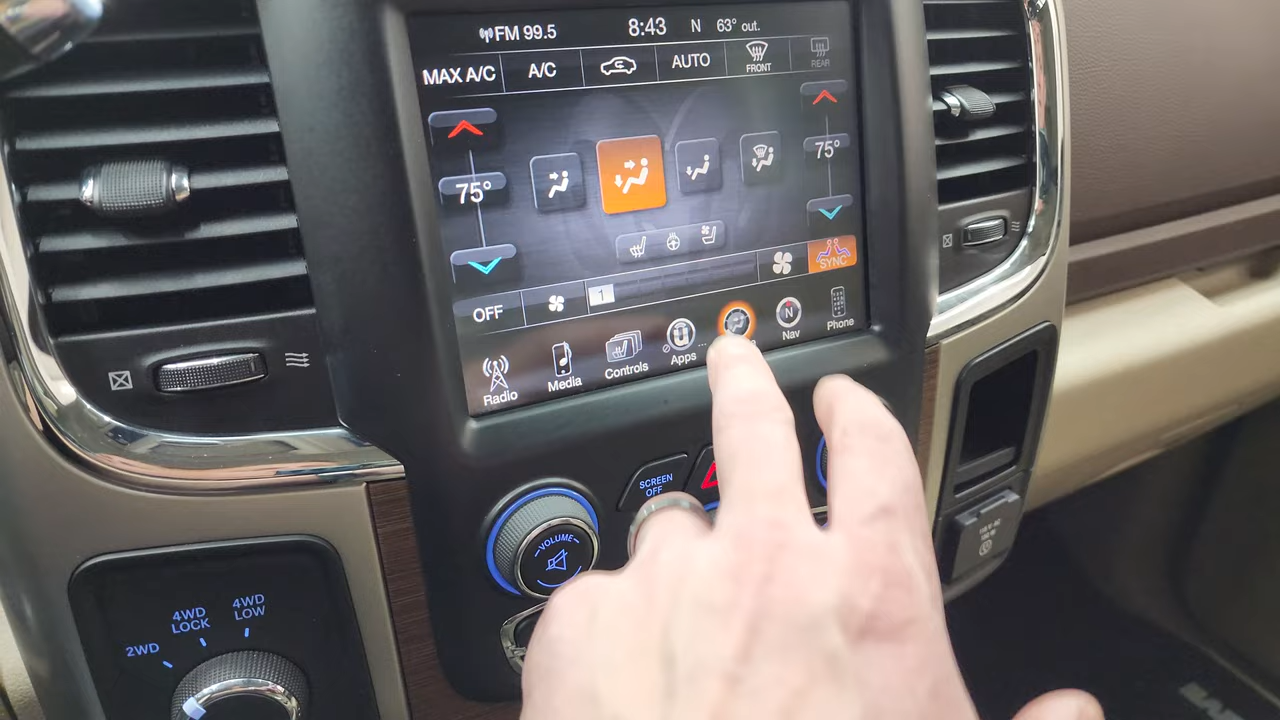 FM 99.5 8:43 N 63° out.
MAX A/C A/C AUTO FRONT REAR
75° 75°
SYNC
OFF 1
Radio Media Controls Apps ... Nav Phone
N
SCREEN
OFF
VOLUME
2WD
4WD
LOCK
4WD
LOW